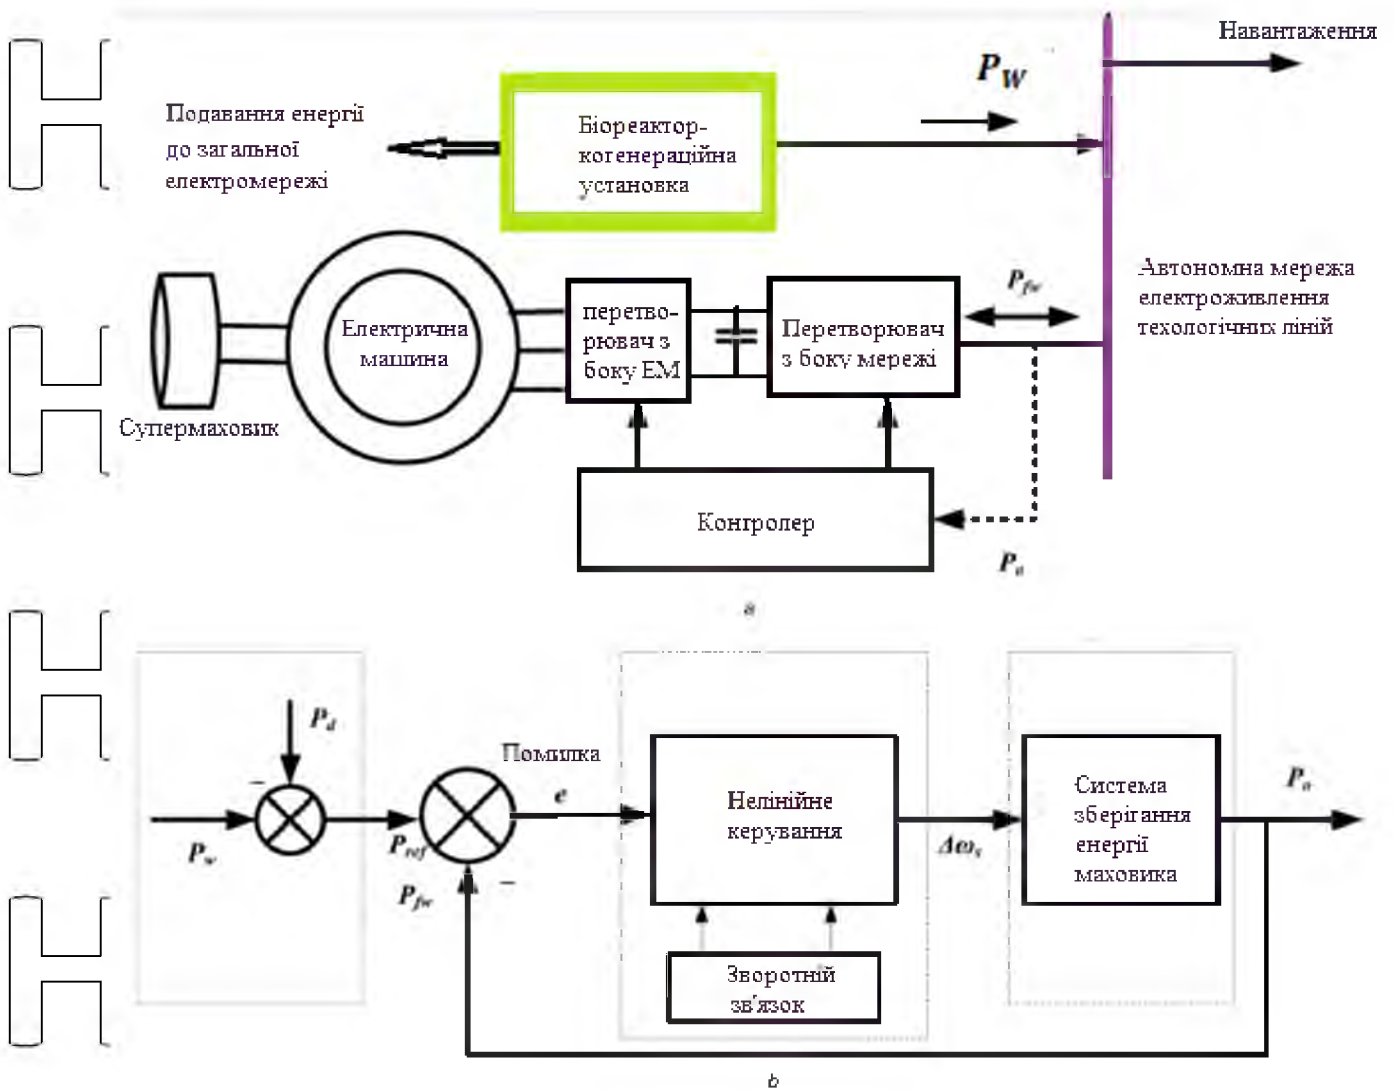 Навантаження
P_W
Подавання енергії
до загальної
електромережі
Біореактор-
когенераційна
установка
Автономна мережа
електроживлення
техологічних ліній
P_fw
Електрична
машина
перетво-
рювач з
боку ЕМ
Перетворювач
з боку мережі
Супермаховик
Контролер
P_o
a
P_d
−
P_w
P_ref
P_fw
−
Помилка
e
Нелінійне
керування
Зворотній
зв'язок
Δω_s
Система
зберігання
енергії
маховика
P_o
b